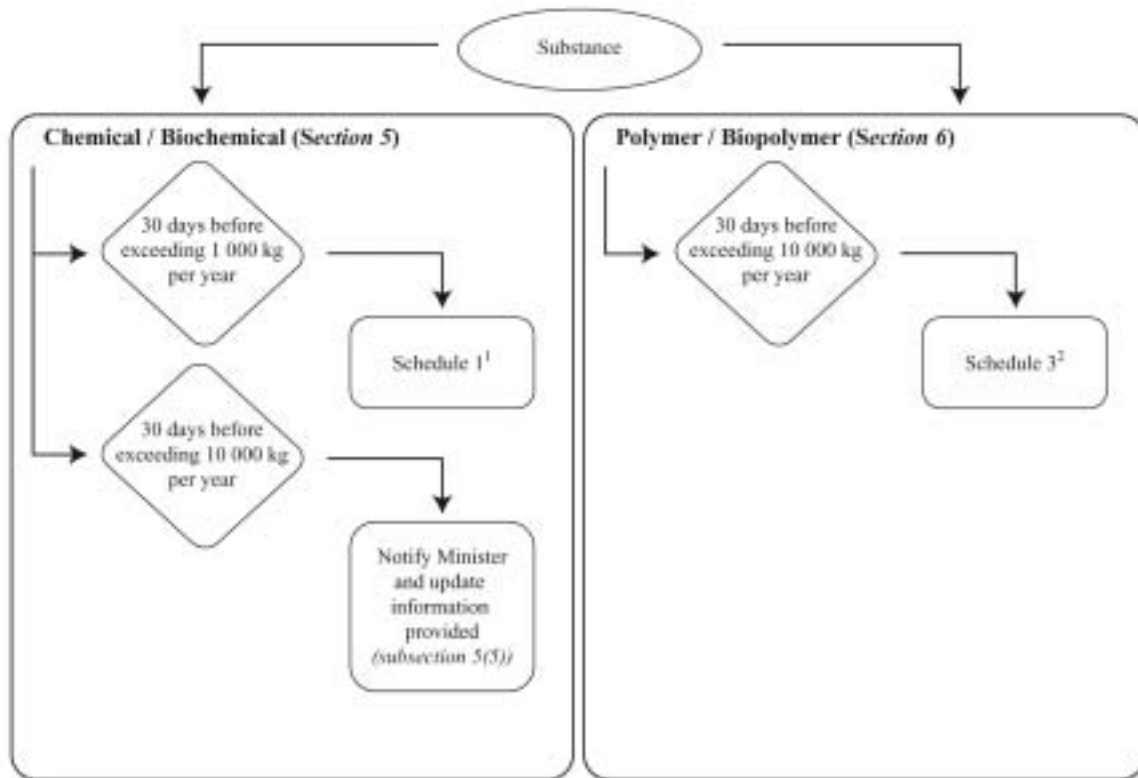 Substance
Chemical / Biochemical (Section 5)
30 days before
exceeding 1 000 kg
per year
Schedule 1¹
30 days before
exceeding 10 000 kg
per year
Notify Minister
and update
information
provided
(subsection 5(5))
Polymer / Biopolymer (Section 6)
30 days before
exceeding 10 000 kg
per year
Schedule 3²